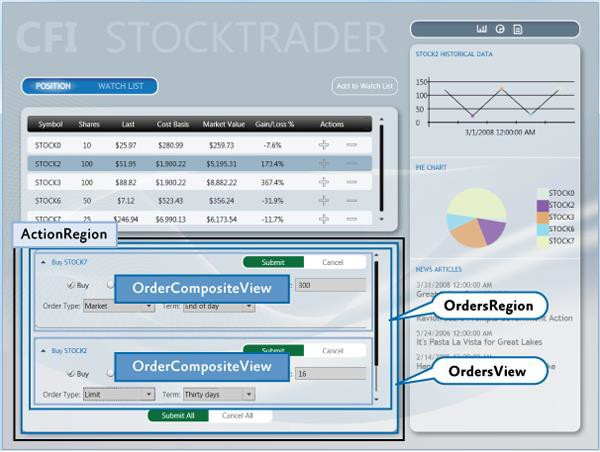 CFI STOCKTRADER
POSITION WATCH LIST
Add to Watch List
Symbol Shares Last Cost Basis Market Value Gain/Loss % Actions
STOCK0 10 $25.97 $280.99 $259.73 -7.6%
STOCK2 100 $51.95 $1,900.22 $5,195.31 173.4%
STOCK3 100 $88.82 $1,900.22 $8,882.22 367.4%
STOCK6 50 $7.12 $523.43 $356.24 -31.9%
STOCK7 25 $246.94 $6,990.13 $6,173.54 -11.7%
ActionRegion
Buy STOCK7 Submit Cancel
Buy OrderCompositeView 300
Order Type: Market Term: End of day
Buy STOCK2 Submit Cancel
Buy OrderCompositeView 16
Order Type: Limit Term: Thirty days
Submit All Cancel All
STOCK2 HISTORICAL DATA
150
100
50
0
3/1/2008 12:00:00 AM
PIE CHART
STOCK0
STOCK2
STOCK3
STOCK6
STOCK7
NEWS ARTICLES
3/31/2008 12:00:00 AM
OrdersRegion
Action
5/24/2006 12:00:00 AM
It's Pasta La Vista for Great Lakes
2/14/
OrdersView